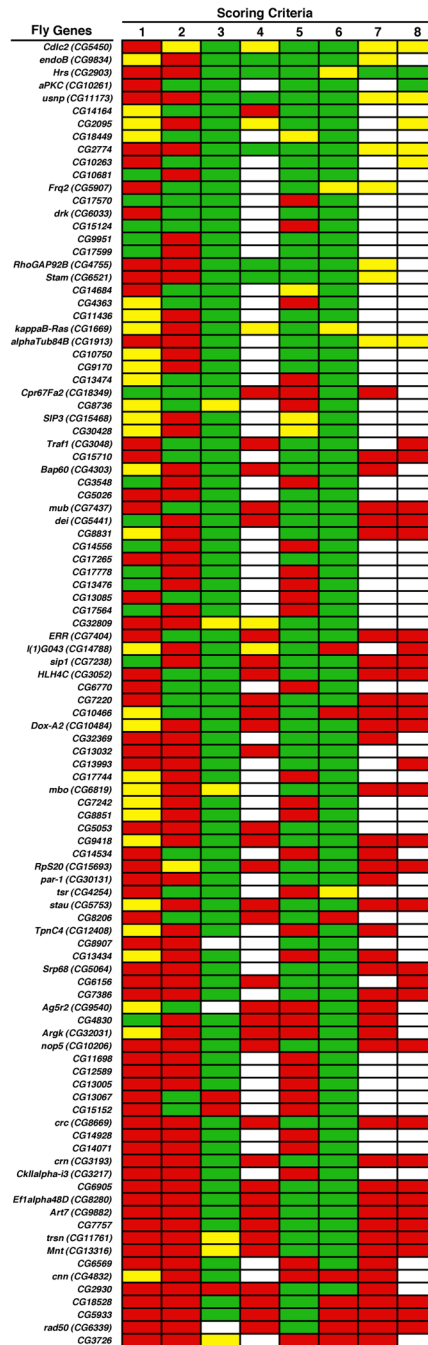 Scoring Criteria
Fly Genes 1 2 3 4 5 6 7 8
Cdlc2 (CG5450)
endoB (CG9834)
Hrs (CG2903)
aPKC (CG10261)
usnp (CG11173)
CG14164
CG2095
CG18449
CG2774
CG10263
CG10681
Frq2 (CG5907)
CG17570
drk (CG6033)
CG15124
CG9951
CG17599
RhoGAP92B (CG4755)
Stam (CG6521)
CG14684
CG4363
CG11436
kappaB-Ras (CG1669)
alphaTub84B (CG1913)
CG10750
CG9170
CG13474
Cpr67Fa2 (CG18349)
CG8736
SIP3 (CG15468)
CG30428
Traf1 (CG3048)
CG15710
Bap60 (CG4303)
CG3548
CG5026
mub (CG7437)
dei (CG5441)
CG8831
CG14556
CG17265
CG17778
CG13476
CG13085
CG17564
CG32809
ERR (CG7404)
l(1)G043 (CG14788)
sip1 (CG7238)
HLH4C (CG3052)
CG6770
CG7220
CG10466
Dox-A2 (CG10484)
CG32369
CG13032
CG13993
CG17744
mbo (CG6819)
CG7242
CG8851
CG5053
CG9418
CG14534
RpS20 (CG15693)
par-1 (CG30131)
tsr (CG4254)
stau (CG5753)
CG8206
TpnC4 (CG12408)
CG8907
CG13434
Srp68 (CG5064)
CG6156
CG7386
Ag5r2 (CG9540)
CG4830
Argk (CG32031)
nop5 (CG10206)
CG11698
CG12589
CG13005
CG13067
CG15152
crc (CG8669)
CG14928
CG14071
crn (CG3193)
CkIIalpha-i3 (CG3217)
CG6905
Ef1alpha48D (CG8280)
Art7 (CG9882)
CG7757
trsn (CG11761)
Mnt (CG13316)
CG6569
cnn (CG4832)
CG2930
CG18528
CG5933
rad50 (CG6339)
CG3726